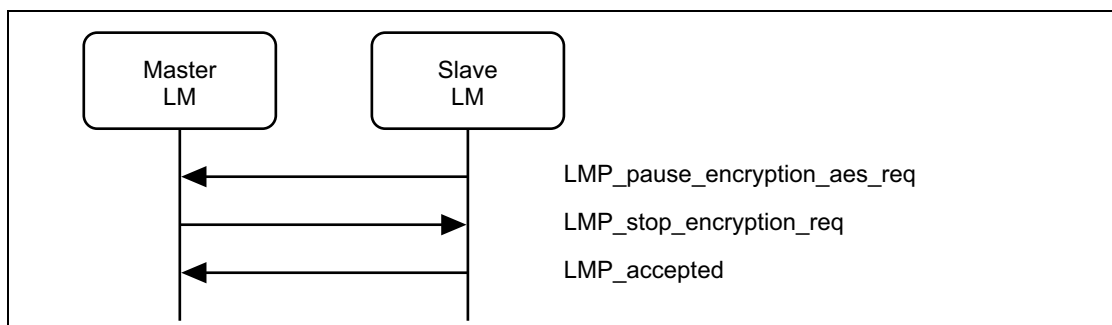 Master
LM
Slave
LM
LMP_pause_encryption_aes_req
LMP_stop_encryption_req
LMP_accepted